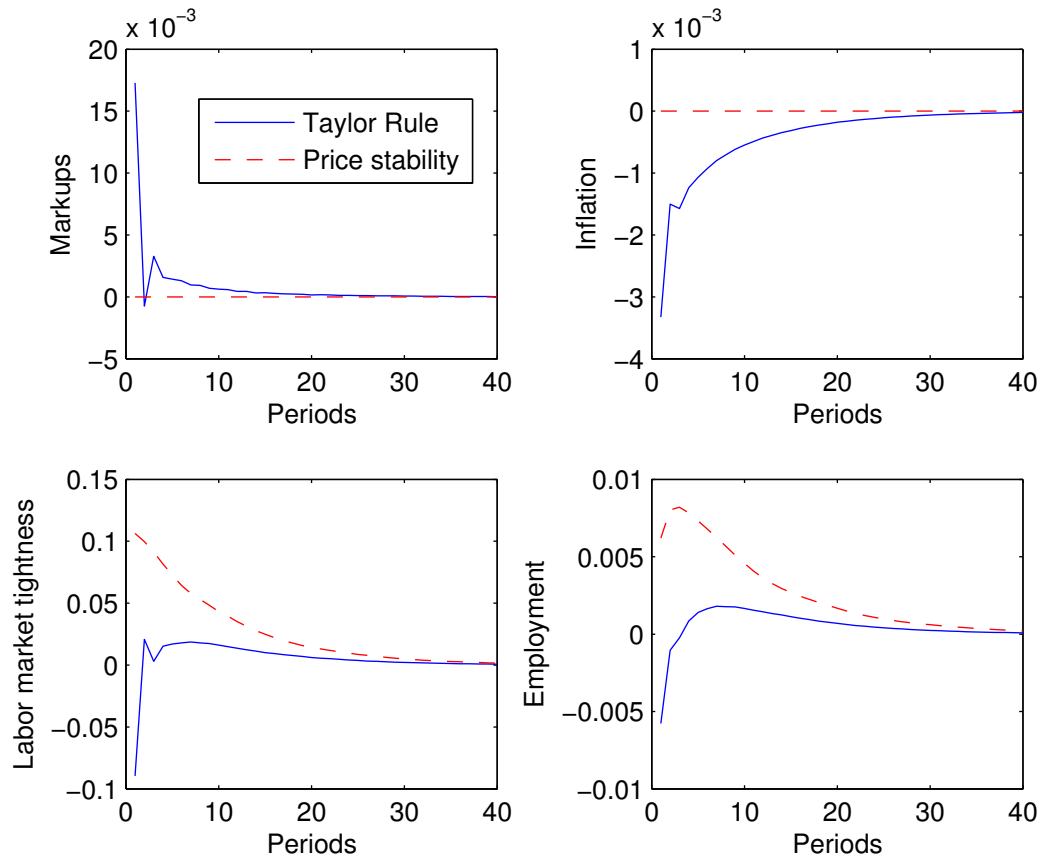 x 10⁻³
20
15
10
5
0
−5
Markups
Taylor Rule
Price stability
0 10 20 30 40
Periods
x 10⁻³
1
0
−1
−2
−3
−4
Inflation
0 10 20 30 40
Periods
0.15
0.1
0.05
0
−0.05
−0.1
Labor market tightness
0 10 20 30 40
Periods
0.01
0.005
0
−0.005
−0.01
Employment
0 10 20 30 40
Periods